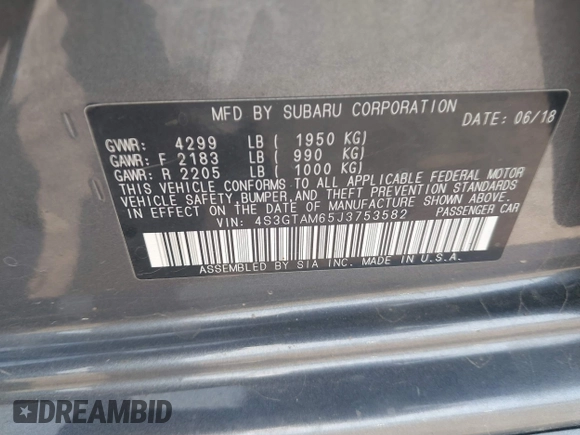 MFD BY SUBARU CORPORATION
DATE: 06/18
GVWR: 4299 LB ( 1950 KG)
GAWR: F 2183 LB ( 990 KG)
GAWR: R 2205 LB ( 1000 KG)
THIS VEHICLE CONFORMS TO ALL APPLICABLE FEDERAL MOTOR
VEHICLE SAFETY, BUMPER, AND THEFT PREVENTION STANDARDS
IN EFFECT ON THE DATE OF MANUFACTURE SHOWN ABOVE.
VIN: 4S3GTAM65J3753582 PASSENGER CAR
ASSEMBLED BY SIA INC. MADE IN U.S.A.
DREAMBID